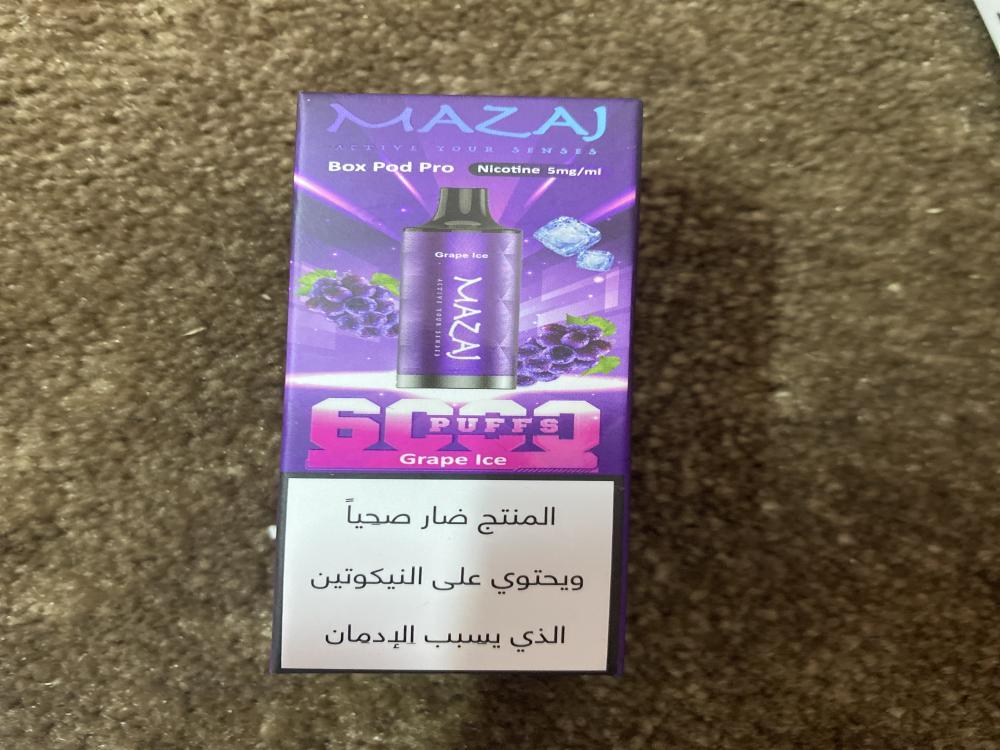 MAZAJ
ACTIVE YOUR SENSES
Box Pod Pro Nicotine 5mg/ml
Grape Ice
MAZAJ
ACTIVE YOUR SENSES
6000
PUFFS
Grape Ice
المنتج ضار صحياً
ويحتوي على النيكوتين
الذي يسبب الإدمان